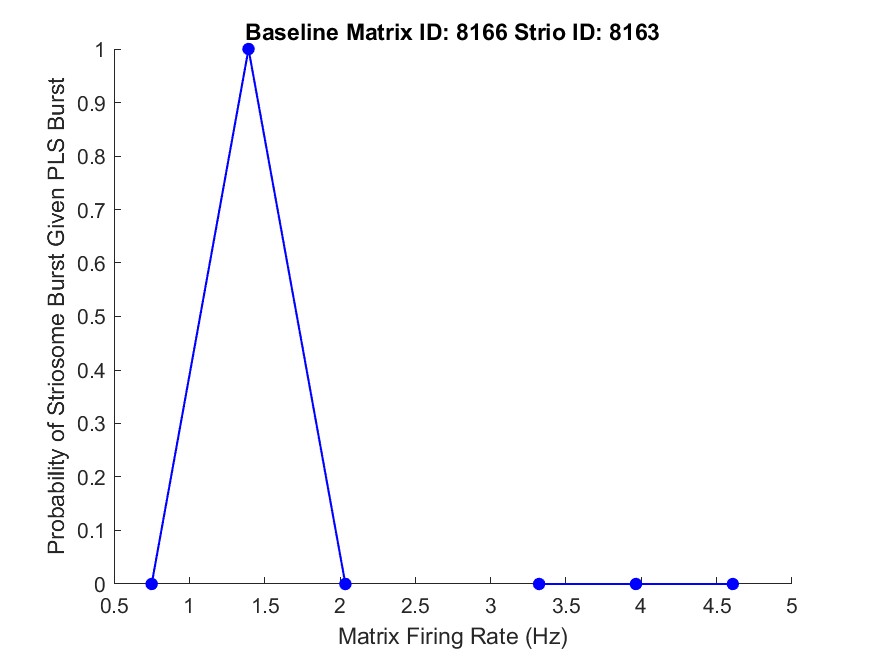 Baseline Matrix ID: 8166 Strio ID: 8163
Probability of Striosome Burst Given PLS Burst
1
0.9
0.8
0.7
0.6
0.5
0.4
0.3
0.2
0.1
0
0.5 1 1.5 2 2.5 3 3.5 4 4.5 5
Matrix Firing Rate (Hz)